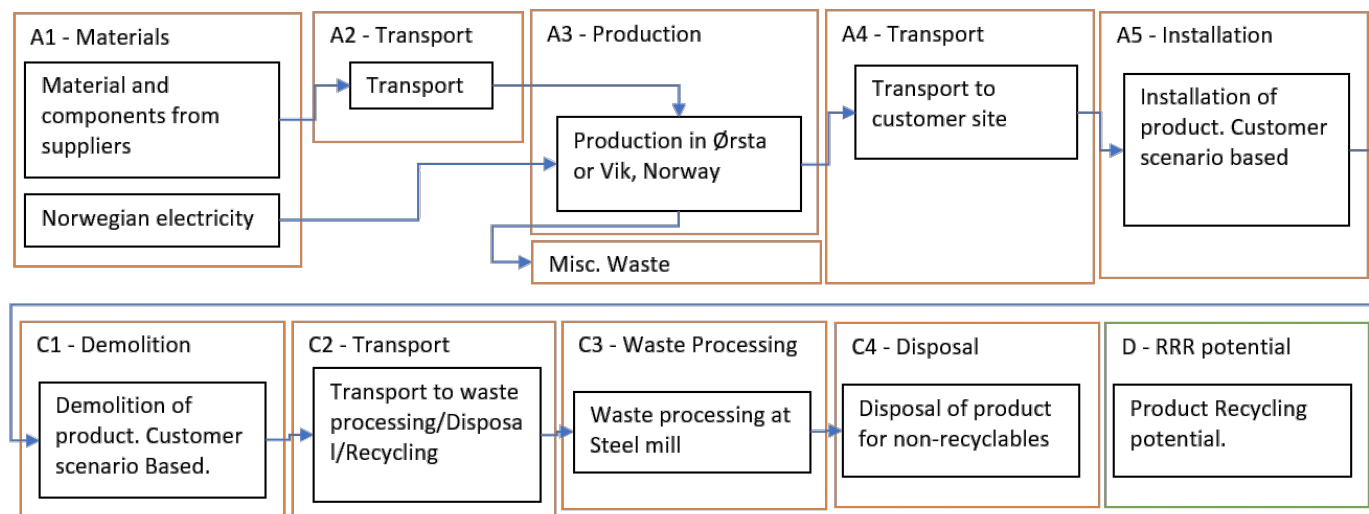 A1 - Materials
Material and
components from
suppliers
Norwegian electricity
A2 - Transport
Transport
A3 - Production
Production in Ørsta
or Vik, Norway
Misc. Waste
A4 - Transport
Transport to
customer site
A5 - Installation
Installation of
product. Customer
scenario based
C1 - Demolition
Demolition of
product. Customer
scenario Based.
C2 - Transport
Transport to waste
processing/Disposa
l/Recycling
C3 - Waste Processing
Waste processing at
Steel mill
C4 - Disposal
Disposal of product
for non-recyclables
D - RRR potential
Product Recycling
potential.